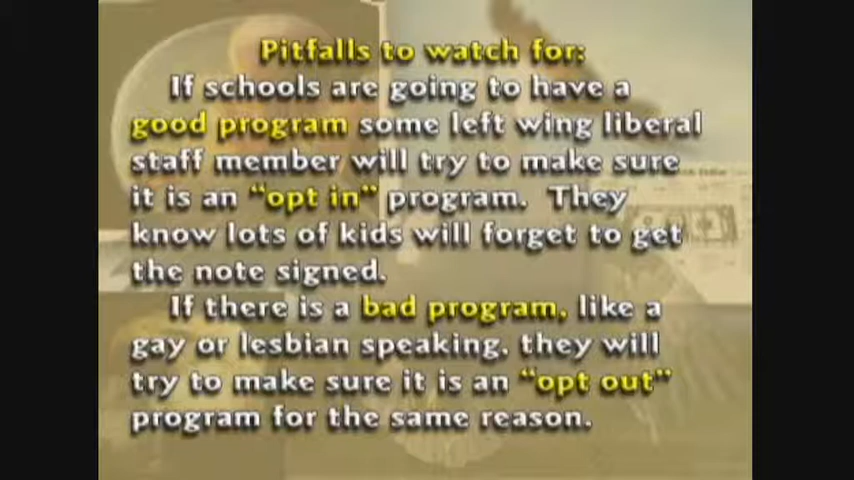 Pitfalls to watch for:
If schools are going to have a
good program some left wing liberal
staff member will try to make sure
it is an “opt in” program. They
know lots of kids will forget to get
the note signed.
If there is a bad program, like a
gay or lesbian speaking, they will
try to make sure it is an “opt out”
program for the same reason.